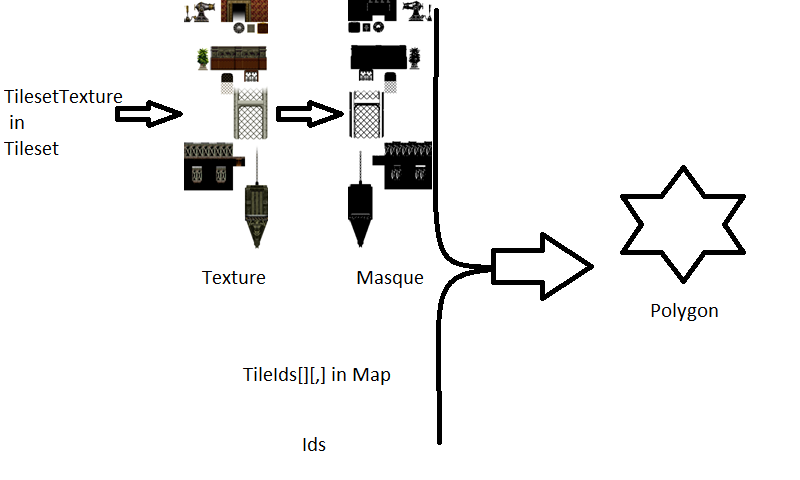 TilesetTexture
in
Tileset
Texture
Masque
Polygon
TileIds[][,] in Map
Ids